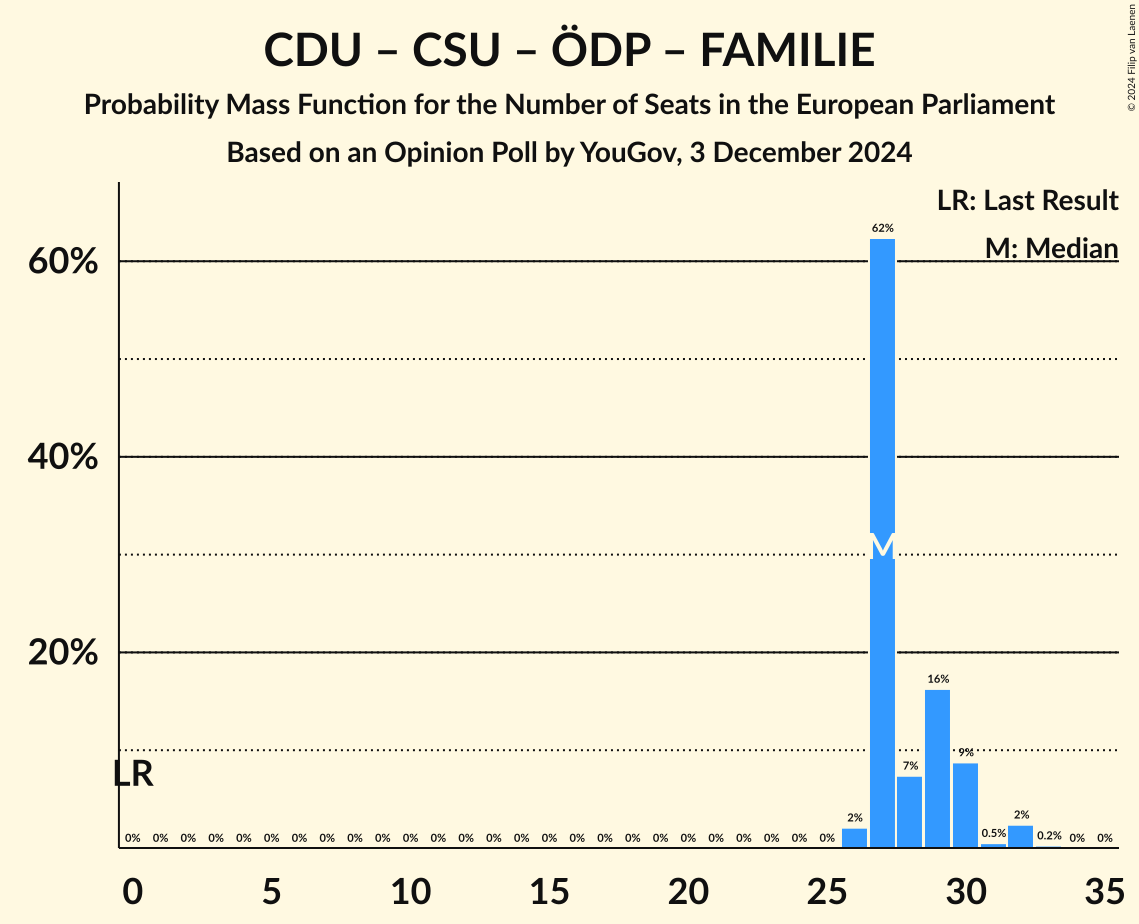 CDU – CSU – ÖDP – FAMILIE
Probability Mass Function for the Number of Seats in the European Parliament
Based on an Opinion Poll by YouGov, 3 December 2024
© 2024 Filip van Laenen
LR: Last Result
M: Median
62%
60%
40%
M
20%
16%
9%
7%
LR
2%
2%
0.5%
0.2%
0% 0% 0% 0% 0% 0% 0% 0% 0% 0% 0% 0% 0% 0% 0% 0% 0% 0% 0% 0% 0% 0% 0% 0% 0% 0% 0% 0%
0 5 10 15 20 25 30 35